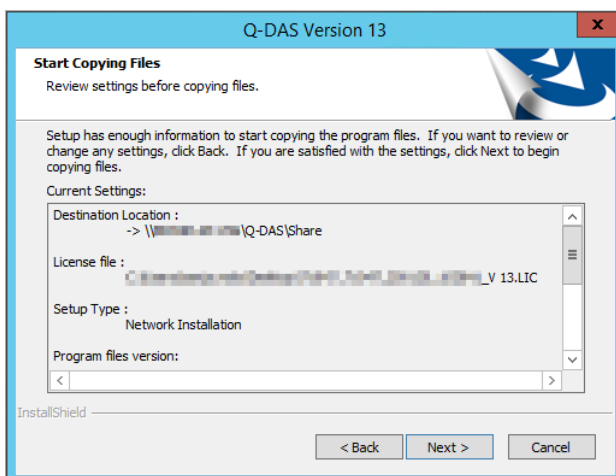 Q-DAS Version 13
x
Start Copying Files
Review settings before copying files.
Setup has enough information to start copying the program files. If you want to review or
change any settings, click Back. If you are satisfied with the settings, click Next to begin
copying files.
Current Settings:
Destination Location :
-> \\ \Q-DAS\Share
License file :
_V 13.LIC
Setup Type :
Network Installation
Program files version:
InstallShield
< Back
Next >
Cancel